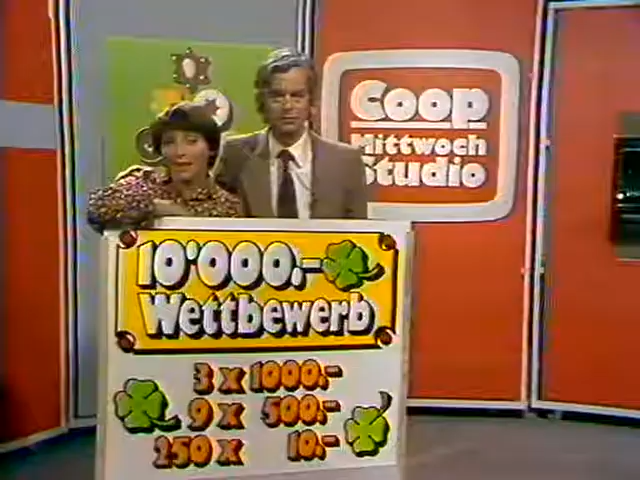 Coop
Mittwoch
Studio
10'000.-
Wettbewerb
3 x 1000.-
9 x 500.-
250 x 10.-